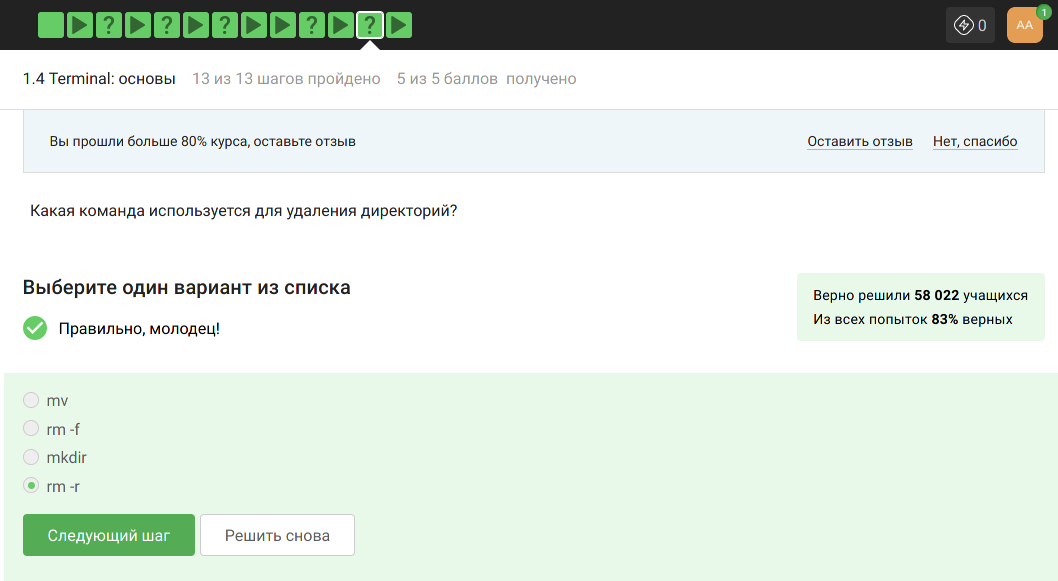 ? ? ? ? ?
0
AA
1
1.4 Terminal: основы 13 из 13 шагов пройдено 5 из 5 баллов получено
Вы прошли больше 80% курса, оставьте отзыв Оставить отзыв Нет, спасибо
Какая команда используется для удаления директорий?
Выберите один вариант из списка
Правильно, молодец!
Верно решили 58 022 учащихся
Из всех попыток 83% верных
mv
rm -f
mkdir
rm -r
Следующий шаг Решить снова